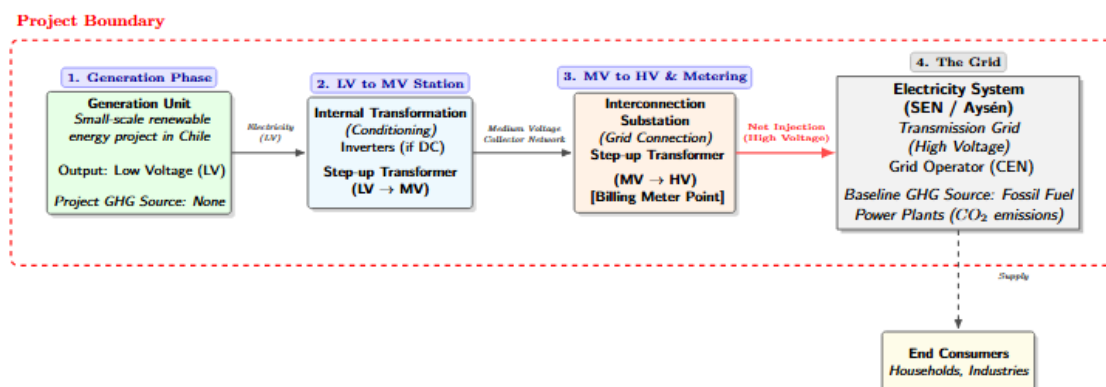 Project Boundary
1. Generation Phase
Generation Unit
Small-scale renewable
energy project in Chile
Output: Low Voltage (LV)
Project GHG Source: None
Electricity
(LV)
2. LV to MV Station
Internal Transformation
(Conditioning)
Inverters (if DC)
Step-up Transformer
(LV → MV)
Medium Voltage
Collector Network
3. MV to HV & Metering
Interconnection
Substation
(Grid Connection)
Step-up Transformer
(MV → HV)
[Billing Meter Point]
Not Injection
(High Voltage)
4. The Grid
Electricity System
(SEN / Aysén)
Transmission Grid
(High Voltage)
Grid Operator (CEN)
Baseline GHG Source: Fossil Fuel
Power Plants (CO₂ emissions)
Supply
End Consumers
Households, Industries